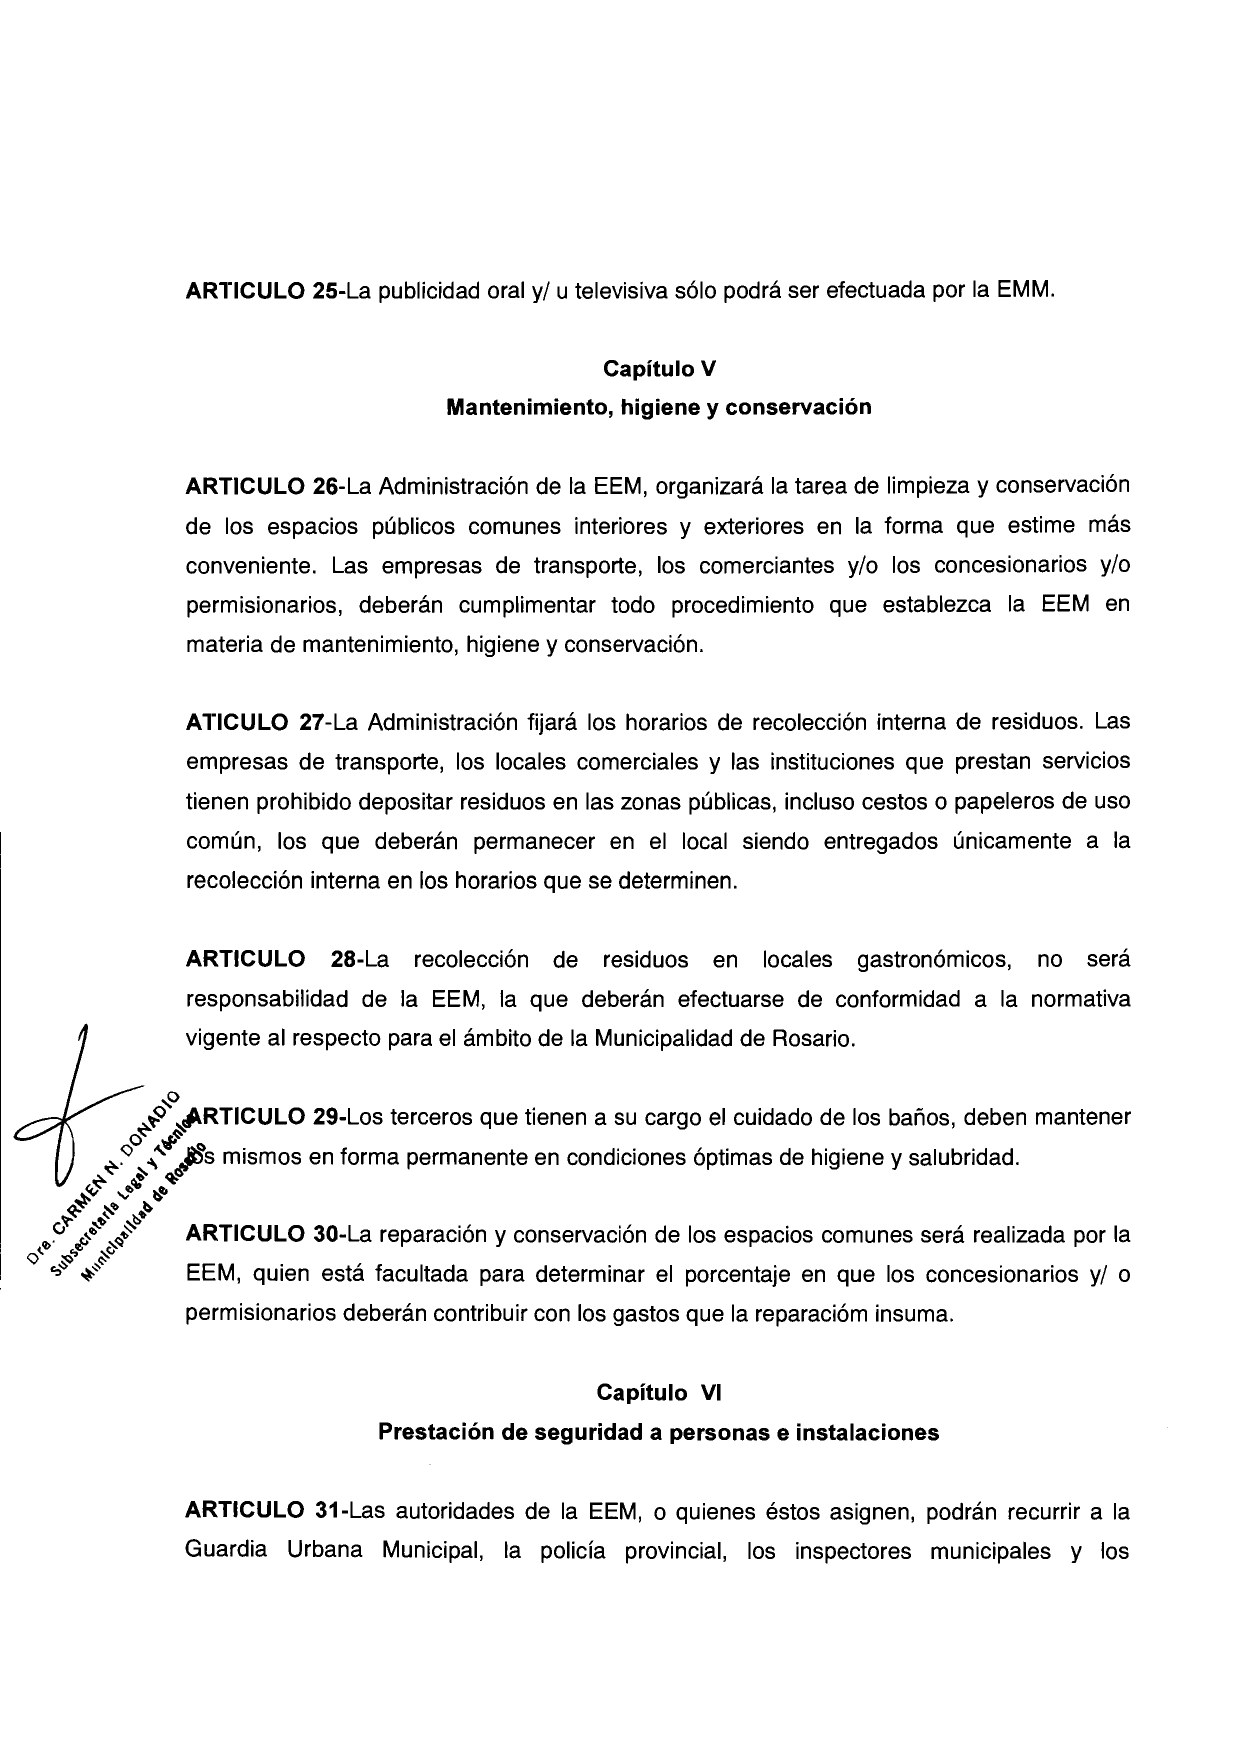 ARTICULO 25-La publicidad oral y/ u televisiva sólo podrá ser efectuada por la EMM.
Capítulo V
Mantenimiento, higiene y conservación
ARTICULO 26-La Administración de la EEM, organizará la tarea de limpieza y conservación
de los espacios públicos comunes interiores y exteriores en la forma que estime más
conveniente. Las empresas de transporte, los comerciantes y/o los concesionarios y/o
permisionarios, deberán cumplimentar todo procedimiento que establezca la EEM en
materia de mantenimiento, higiene y conservación.
ATICULO 27-La Administración fijará los horarios de recolección interna de residuos. Las
empresas de transporte, los locales comerciales y las instituciones que prestan servicios
tienen prohibido depositar residuos en las zonas públicas, incluso cestos o papeleros de uso
común, los que deberán permanecer en el local siendo entregados únicamente a la
recolección interna en los horarios que se determinen.
ARTICULO 28-La recolección de residuos en locales gastronómicos, no será
responsabilidad de la EEM, la que deberán efectuarse de conformidad a la normativa
vigente al respecto para el ámbito de la Municipalidad de Rosario.
ARTICULO 29-Los terceros que tienen a su cargo el cuidado de los baños, deben mantener
los mismos en forma permanente en condiciones óptimas de higiene y salubridad.
Dra. CARMEN N. DONADIO
Subsecretaria Legal y Técnica
Municipalidad de Rosario
ARTICULO 30-La reparación y conservación de los espacios comunes será realizada por la
EEM, quien está facultada para determinar el porcentaje en que los concesionarios y/ o
permisionarios deberán contribuir con los gastos que la reparacióm insuma.
Capítulo VI
Prestación de seguridad a personas e instalaciones
ARTICULO 31-Las autoridades de la EEM, o quienes éstos asignen, podrán recurrir a la
Guardia Urbana Municipal, la policía provincial, los inspectores municipales y los